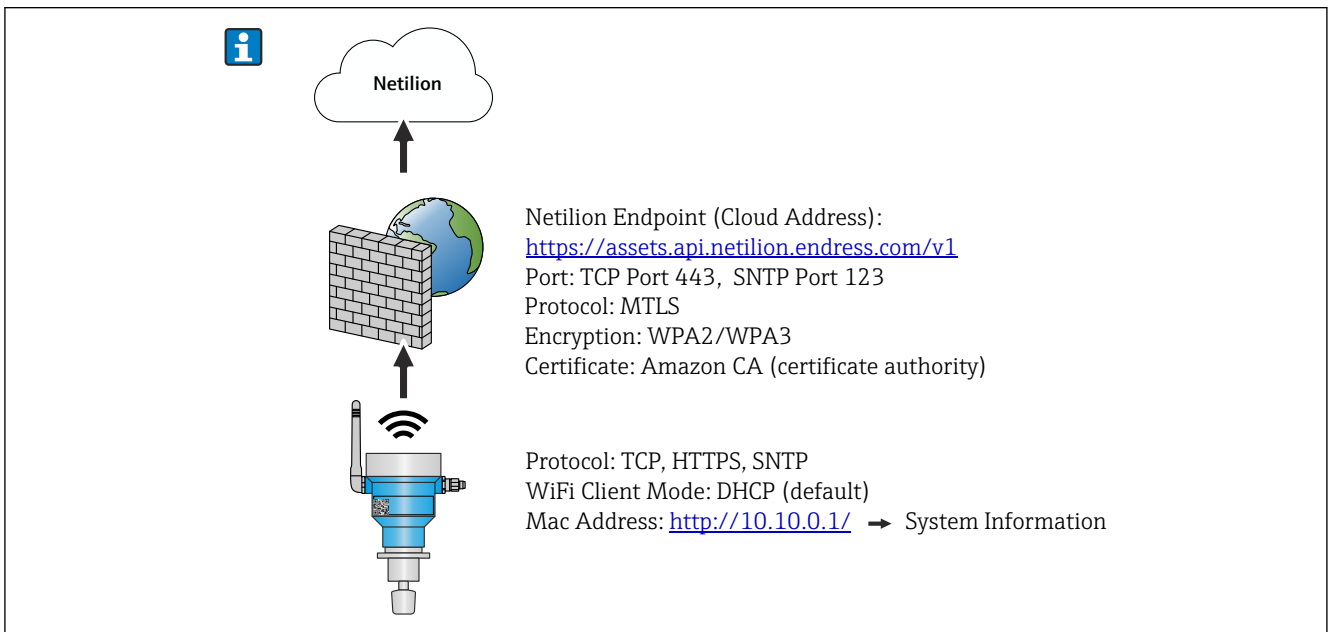 i
Netilion
Netilion Endpoint (Cloud Address):
https://assets.api.netilion.endress.com/v1
Port: TCP Port 443, SNTP Port 123
Protocol: MTLS
Encryption: WPA2/WPA3
Certificate: Amazon CA (certificate authority)
Protocol: TCP, HTTPS, SNTP
WiFi Client Mode: DHCP (default)
Mac Address: http://10.10.0.1/ → System Information